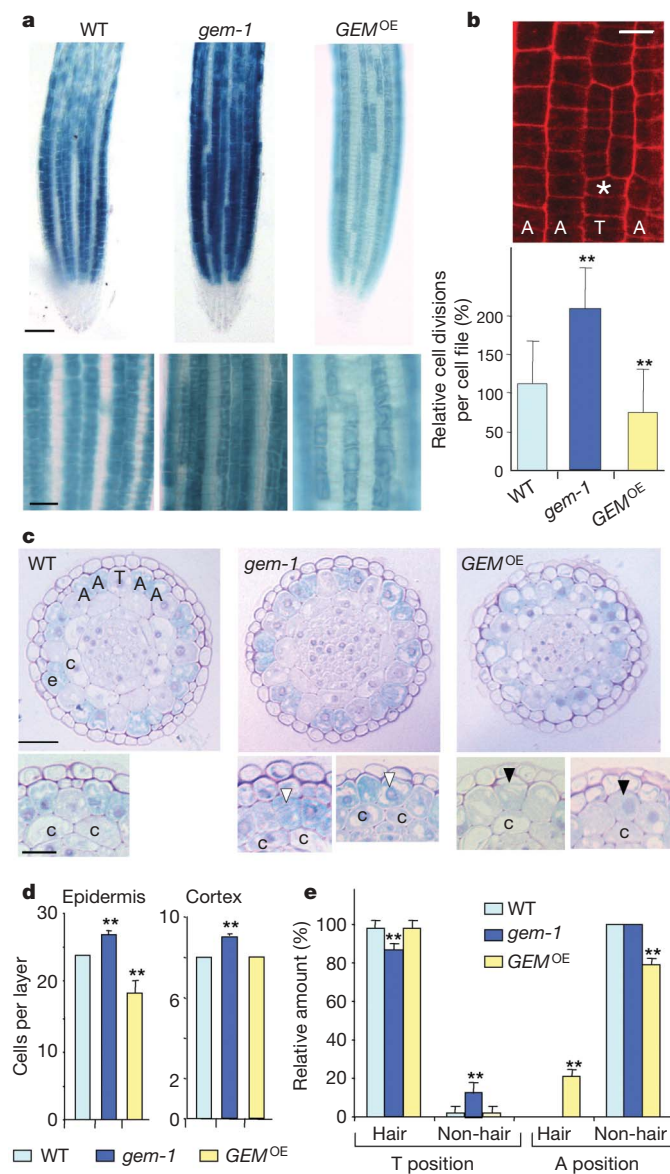 a
WT
gem-1
GEM OE
b
*
A A T A
Relative cell divisions
per cell file (%)
200
150
100
50
0
**
**
WT
gem-1
GEM OE
c
WT
A A T A A
e
c
gem-1
GEM OE
c c
c c
c c
c
c
d
Epidermis
Cortex
Cells per layer
30
20
10
0
**
**
10
8
6
4
2
0
**
WT
gem-1
GEM OE
e
WT
gem-1
GEM OE
Relative amount (%)
100
80
60
40
20
0
**
**
**
**
Hair
Non-hair
Hair
Non-hair
T position
A position